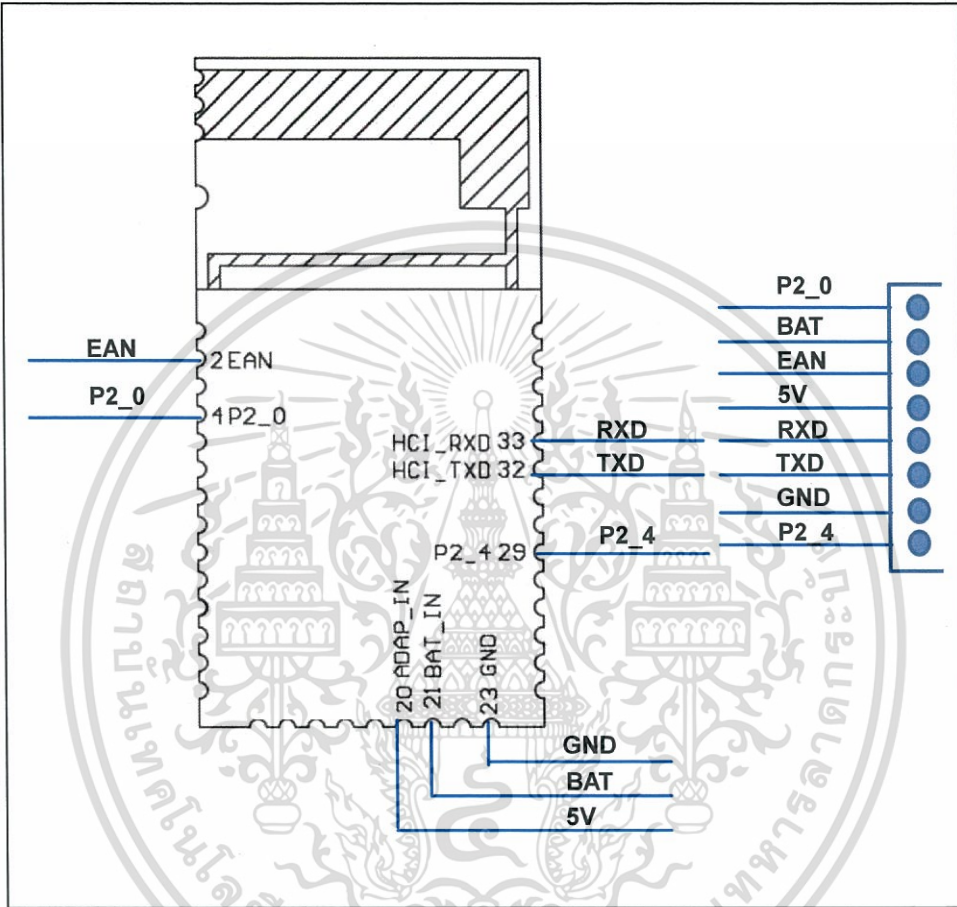 P2_0
BAT
EAN
5V
RXD
TXD
GND
P2_4
EAN
2 EAN
P2_0
4 P2_0
HCI_RXD 33
RXD
HCI_TXD 32
TXD
P2_4 29
P2_4
20 ADAP_IN
21 BAT_IN
23 GND
GND
BAT
5V